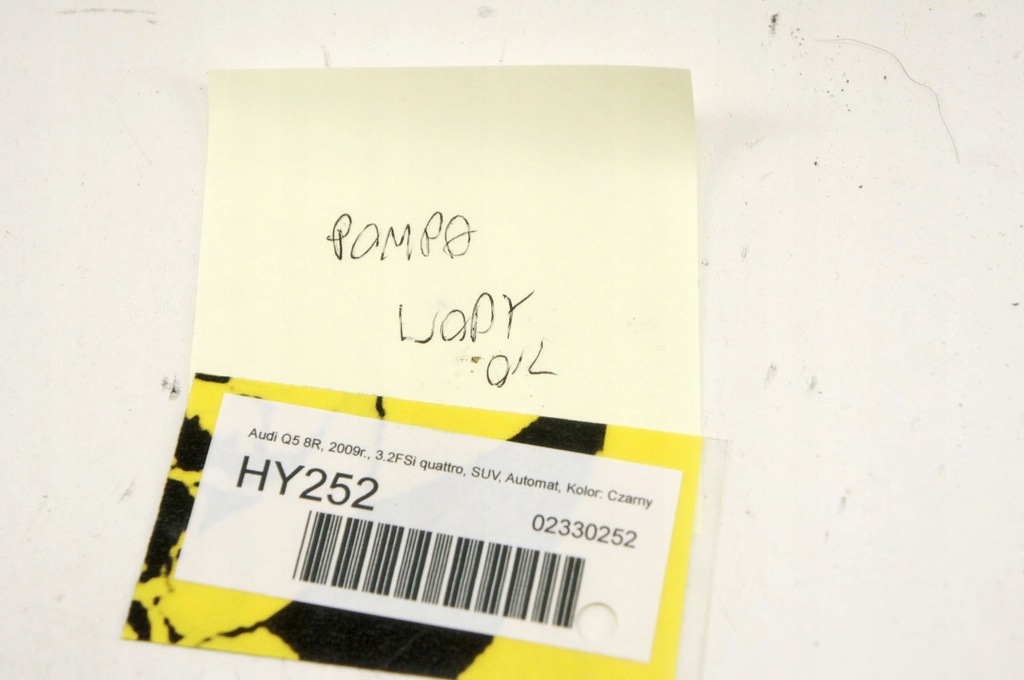 POMPA
WODY
OIL
Audi Q5 8R, 2009r., 3.2FSi quattro, SUV, Automat, Kolor: Czarny
HY252
02330252